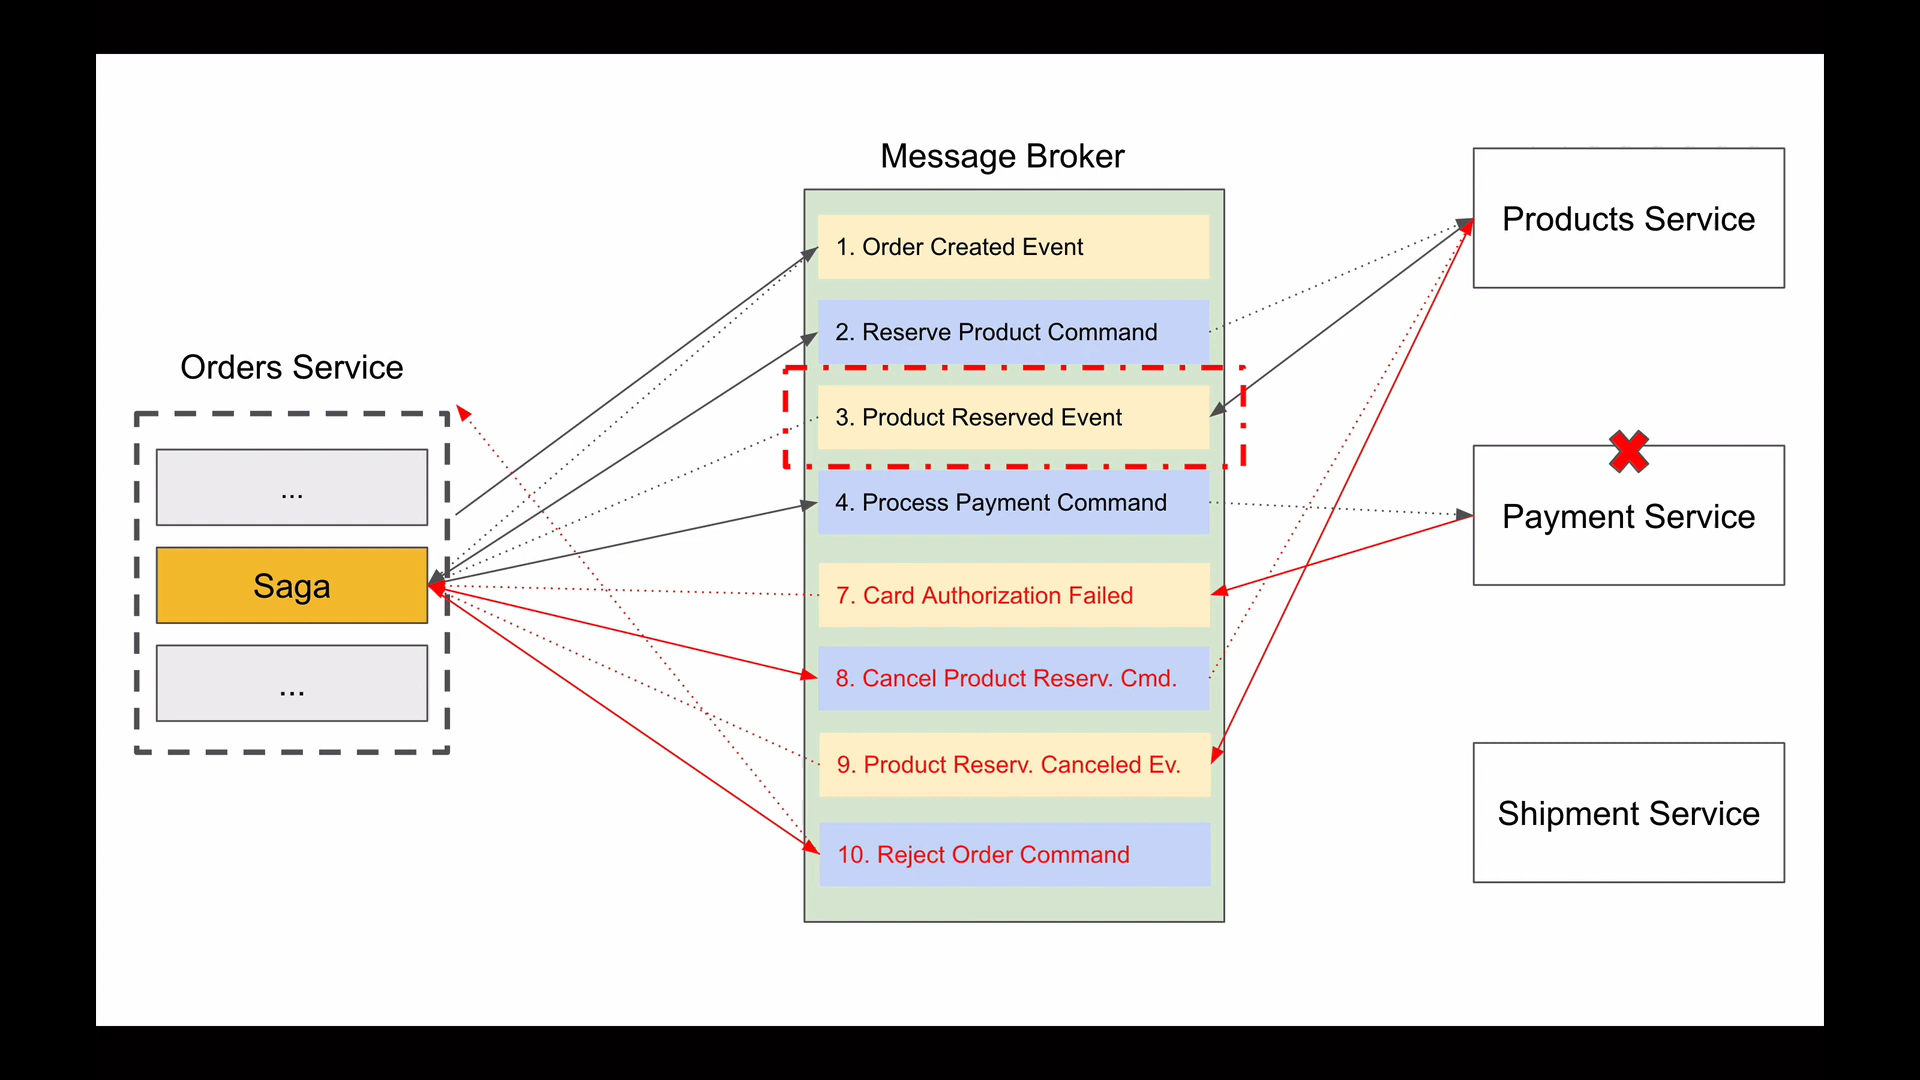 Message Broker
Orders Service
...
Saga
...
1. Order Created Event
2. Reserve Product Command
3. Product Reserved Event
4. Process Payment Command
7. Card Authorization Failed
8. Cancel Product Reserv. Cmd.
9. Product Reserv. Canceled Ev.
10. Reject Order Command
Products Service
Payment Service
Shipment Service